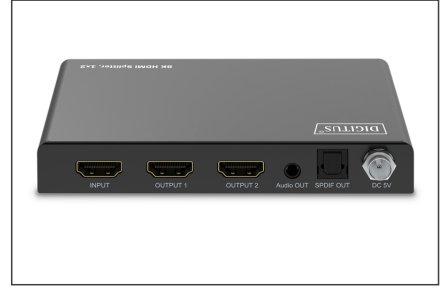 8K HDMI Splitter, 1x2
DIGITUS®
INPUT OUTPUT 1 OUTPUT 2 Audio OUT SPDIF OUT DC 5V